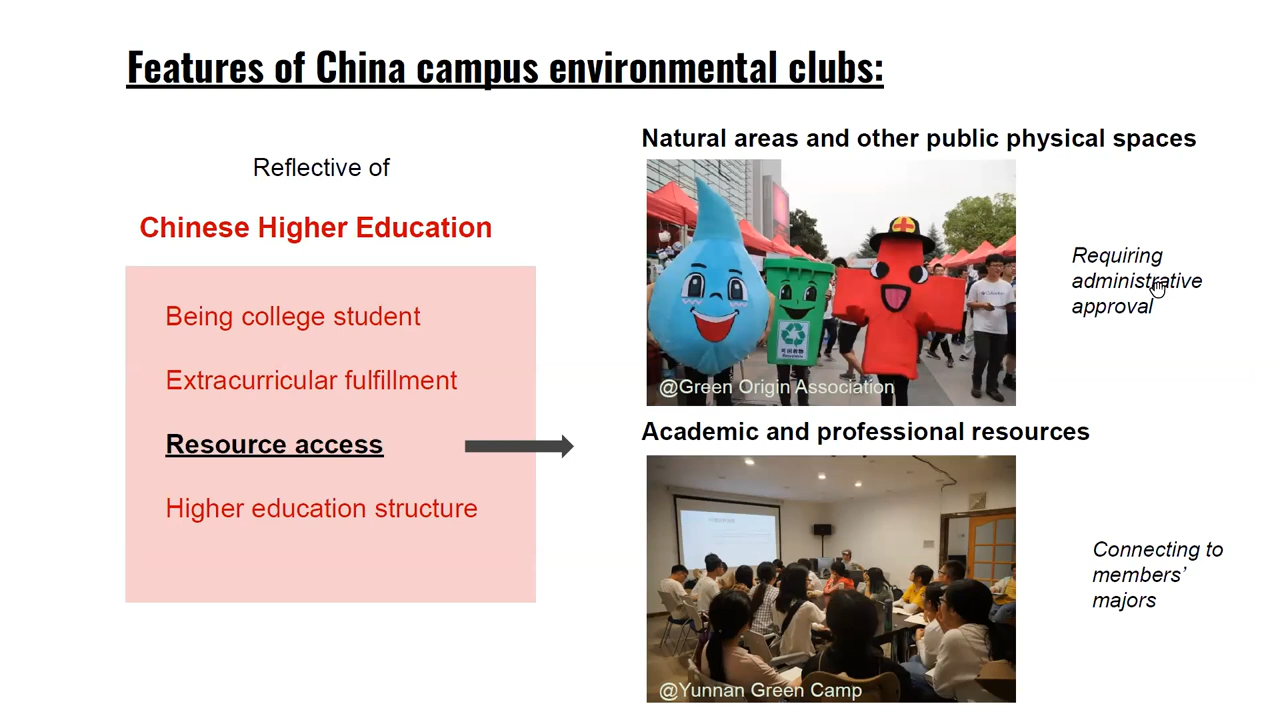 Features of China campus environmental clubs:
Reflective of
Chinese Higher Education
Being college student
Extracurricular fulfillment
Resource access
Higher education structure
Natural areas and other public physical spaces
@Green Origin Association
Requiring
administrative
approval
Academic and professional resources
@Yunnan Green Camp
Connecting to
members’
majors